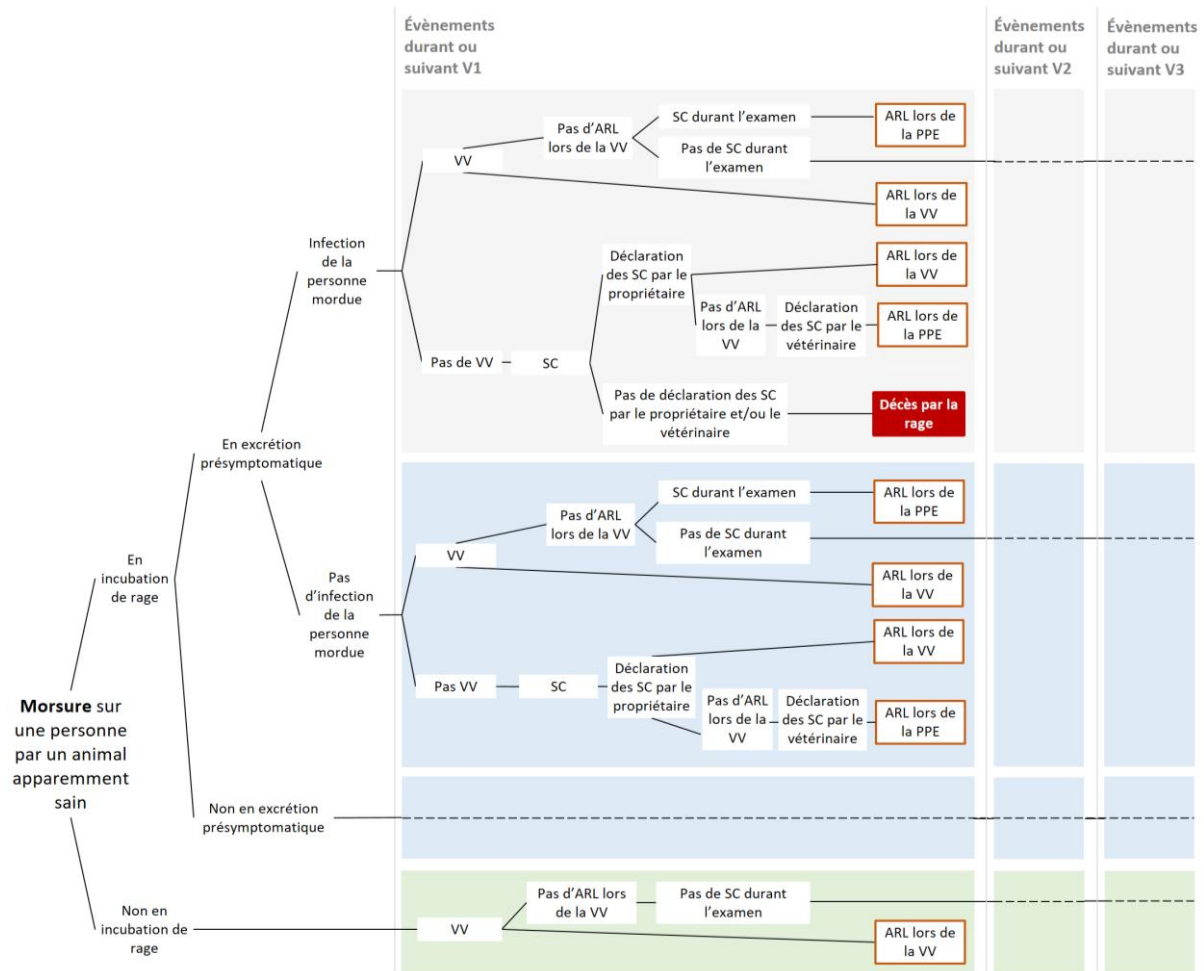 Évènements
durant ou
suivant V1
Évènements
durant ou
suivant V2
Évènements
durant ou
suivant V3
SC durant l'examen
ARL lors de
la PPE
Pas d'ARL
lors de la VV
Pas de SC durant
l'examen
VV
ARL lors de
la VV
Infection
de la
personne
mordue
Déclaration
des SC par le
propriétaire
ARL lors de
la VV
Pas d'ARL
lors de la
VV
Déclaration
des SC par le
vétérinaire
ARL lors de
la PPE
Pas de VV
SC
Pas de déclaration des SC
par le propriétaire et/ou le
vétérinaire
Décès par la
rage
En excrétion
présymptomatique
SC durant l'examen
ARL lors de
la PPE
Pas d'ARL
lors de la VV
Pas de SC durant
l'examen
VV
ARL lors de
la VV
En
incubation
de rage
Pas
d'infection
de la
personne
mordue
ARL lors de
la VV
Pas VV
SC
Déclaration
des SC par le
propriétaire
Pas d'ARL
lors de la
VV
Déclaration
des SC par le
vétérinaire
ARL lors de
la PPE
Morsure sur
une personne
par un animal
apparemment
sain
Non en excrétion
présymptomatique
Non en
incubation de
rage
VV
Pas d'ARL lors
de la VV
Pas de SC durant
l'examen
ARL lors de
la VV